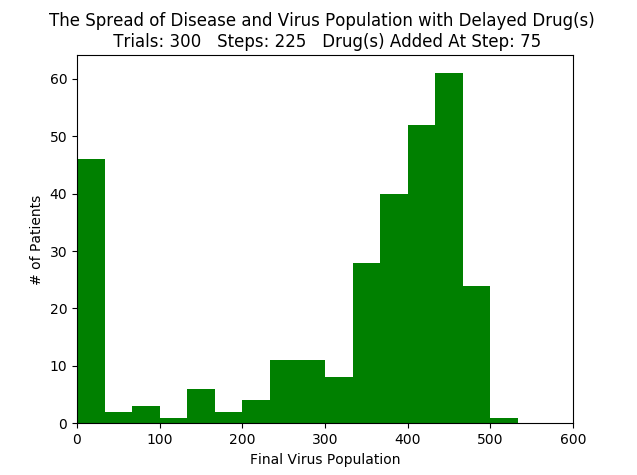 The Spread of Disease and Virus Population with Delayed Drug(s)
Trials: 300   Steps: 225   Drug(s) Added At Step: 75
60
50
40
30
20
10
0
# of Patients
0 100 200 300 400 500 600
Final Virus Population